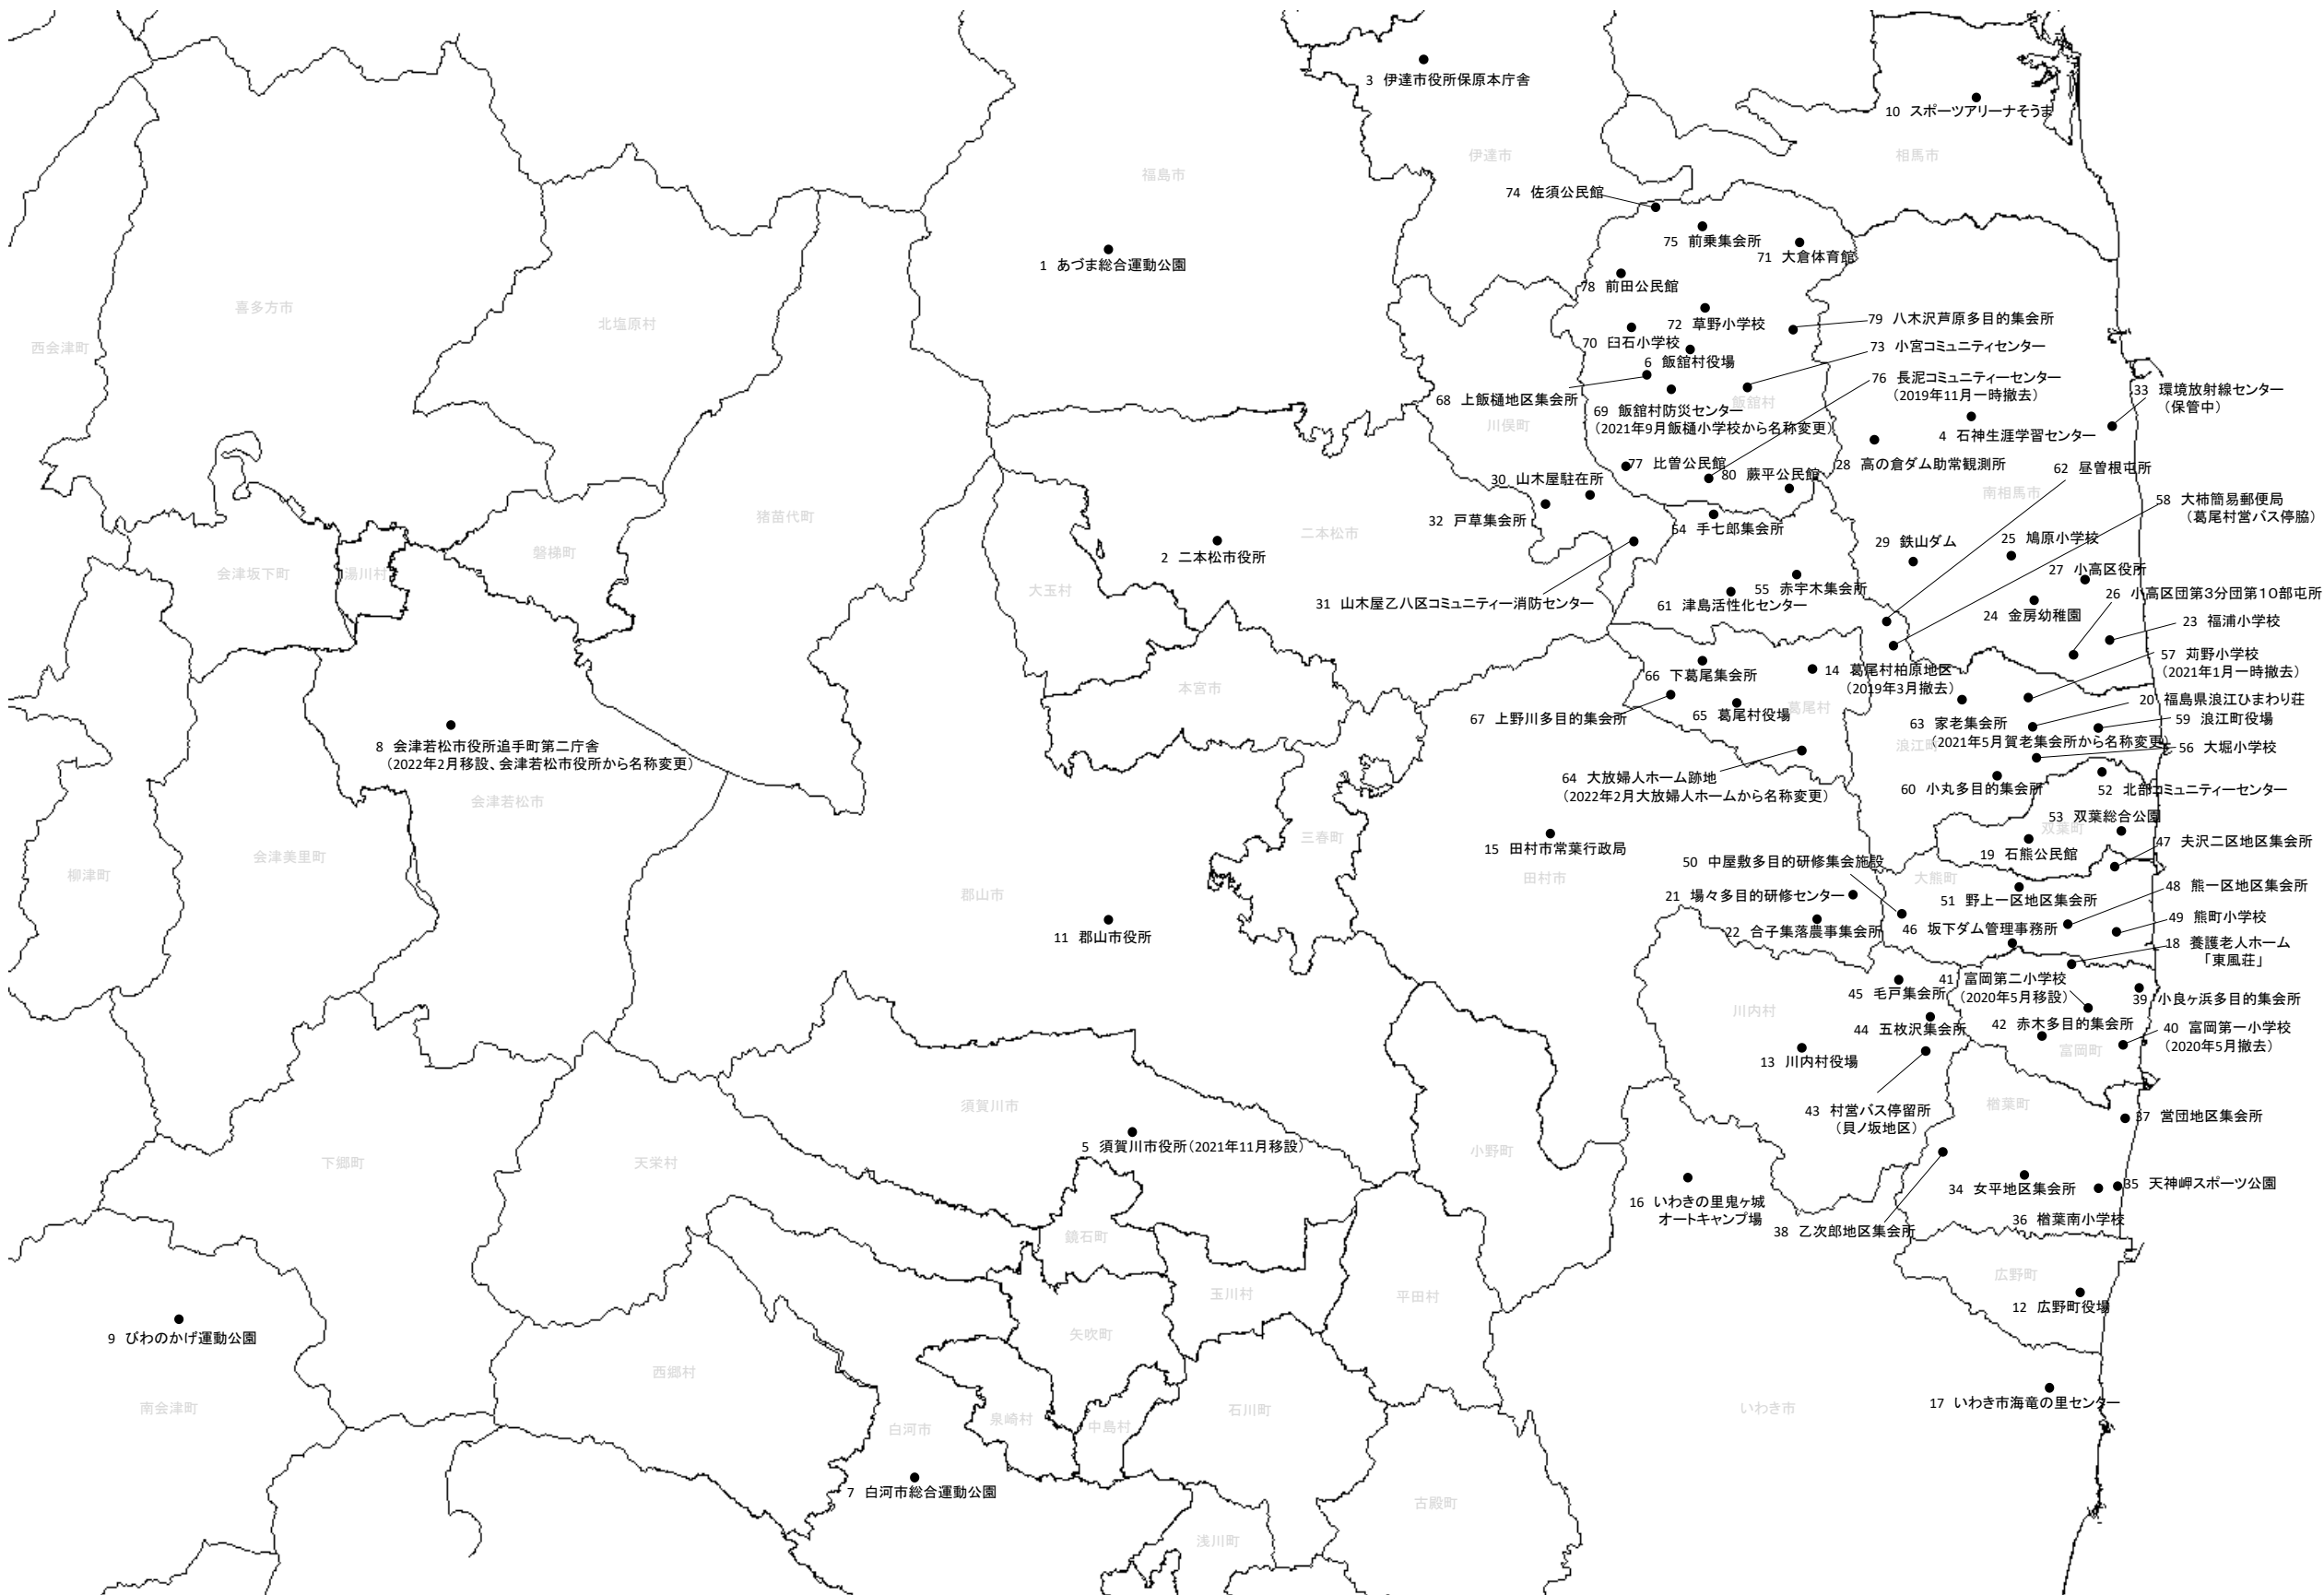 3 伊達市役所保原本庁舎
10 スポーツアリーナそうま
福島市
伊達市
相馬市
74 佐須公民館
75 前乗集会所
71 大倉体育館
1 あづま総合運動公園
78 前田公民館
喜多方市
北塩原村
西会津町
72 草野小学校
79 八木沢芦原多目的集会所
70 臼石小学校
73 小宮コミュニティセンター
6 飯舘村役場
76 長泥コミュニティーセンター
(2019年11月一時撤去)
33 環境放射線センター
(保管中)
68 上飯樋地区集会所
飯舘村
69 飯舘村防災センター
(2021年9月飯樋小学校から名称変更)
川俣町
4 石神生涯学習センター
77 比曽公民館
80 蕨平公民館
28 高の倉ダム助常観測所
62 昼曽根屯所
30 山木屋駐在所
南相馬市
58 大柿簡易郵便局
(葛尾村営バス停脇)
猪苗代町
32 戸草集会所
54 手七郎集会所
二本松市
29 鉄山ダム
25 鳩原小学校
2 二本松市役所
磐梯町
会津坂下町
湯川村
27 小高区役所
大玉村
55 赤宇木集会所
26 小高区団第3分団第10部屯所
31 山木屋乙八区コミュニティー消防センター
61 津島活性化センター
24 金房幼稚園
23 福浦小学校
57 苅野小学校
(2021年1月一時撤去)
66 下葛尾集会所
14 葛尾村柏原地区
(2019年3月撤去)
本宮市
20 福島県浪江ひまわり荘
67 上野川多目的集会所
65 葛尾村役場
葛尾村
63 家老集会所
(2021年5月賀老集会所から名称変更)
59 浪江町役場
浪江町
8 会津若松市役所追手町第二庁舎
(2022年2月移設、会津若松市役所から名称変更)
56 大堀小学校
64 大放婦人ホーム跡地
(2022年2月大放婦人ホームから名称変更)
60 小丸多目的集会所
52 北部コミュニティーセンター
会津若松市
53 双葉総合公園
双葉町
三春町
47 夫沢二区地区集会所
15 田村市常葉行政局
19 石熊公民館
会津美里町
50 中屋敷多目的研修集会施設
柳津町
田村市
大熊町
48 熊一区地区集会所
郡山市
21 場々多目的研修センター
51 野上一区地区集会所
49 熊町小学校
11 郡山市役所
22 合子集落農事集会所
46 坂下ダム管理事務所
18 養護老人ホーム
「東風荘」
41 富岡第二小学校
(2020年5月移設)
45 毛戸集会所
39 小良ヶ浜多目的集会所
川内村
44 五枚沢集会所
42 赤木多目的集会所
40 富岡第一小学校
(2020年5月撤去)
富岡町
13 川内村役場
須賀川市
43 村営バス停留所
(貝ノ坂地区)
楢葉町
37 営団地区集会所
5 須賀川市役所(2021年11月移設)
小野町
下郷町
天栄村
34 女平地区集会所
35 天神岬スポーツ公園
16 いわきの里鬼ヶ城
オートキャンプ場
36 楢葉南小学校
38 乙次郎地区集会所
鏡石町
広野町
玉川村
平田村
12 広野町役場
9 びわのかげ運動公園
矢吹町
西郷村
南会津町
17 いわき市海竜の里センター
いわき市
石川町
泉崎村
中島村
白河市
7 白河市総合運動公園
古殿町
浅川町